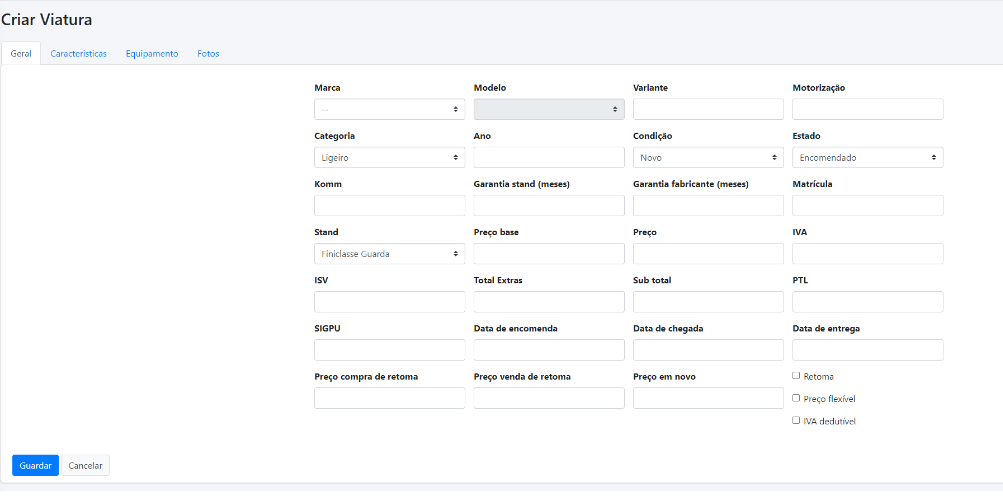 Criar Viatura
Geral Características Equipamento Fotos
Marca Modelo Variante Motorização
...
Categoria Ano Condição Estado
Ligeiro Novo Encomendado
Komm Garantia stand (meses) Garantia fabricante (meses) Matrícula
Stand Preço base Preço IVA
Finiclasse Guarda
ISV Total Extras Sub total PTL
SIGPU Data de encomenda Data de chegada Data de entrega
Preço compra de retoma Preço venda de retoma Preço em novo Retoma
Preço flexível
IVA dedutível
Guardar Cancelar